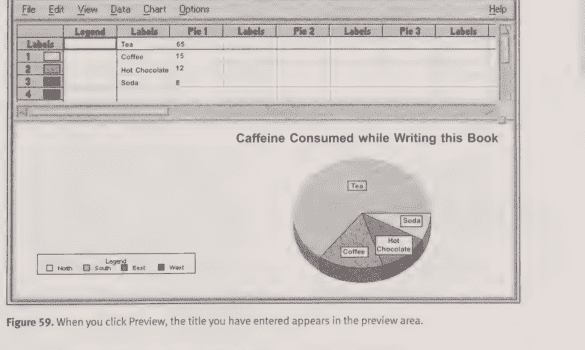 File Edit View Data Chart Options Help
Legend Labels Pie 1 Labels Pie 2 Labels Pie 3 Labels
Labels Tea 65
1 Coffee 15
2 Hot Chocolate 12
3 Soda 8
4
Caffeine Consumed while Writing this Book
Tea
Soda
Hot
Coffee Chocolate
Legend
North South East West
Figure 59. When you click Preview, the title you have entered appears in the preview area.